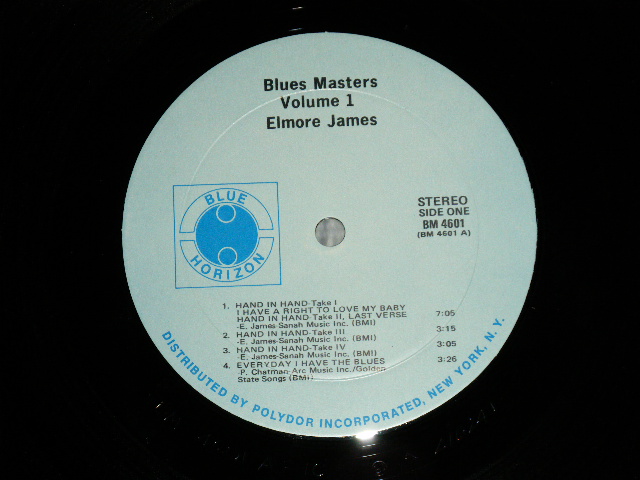 Blues Masters
Volume 1
Elmore James
BLUE
HORIZON
STEREO
SIDE ONE
BM 4601
(BM 4601 A)
1. HAND IN HAND-Take I
I HAVE A RIGHT TO LOVE MY BABY
HAND IN HAND-Take II, LAST VERSE 7:05
-E. James-Sanah Music Inc. (BMI)
2. HAND IN HAND-Take III 3:15
-E. James-Sanah Music Inc. (BMI)
3. HAND IN HAND-Take IV 3:05
-E. James-Sanah Music Inc. (BMI)
4. EVERYDAY I HAVE THE BLUES 3:26
-P. Chatman-Arc Music Inc./Golden
State Songs (BMI)
DISTRIBUTED BY POLYDOR INCORPORATED, NEW YORK, N. Y.